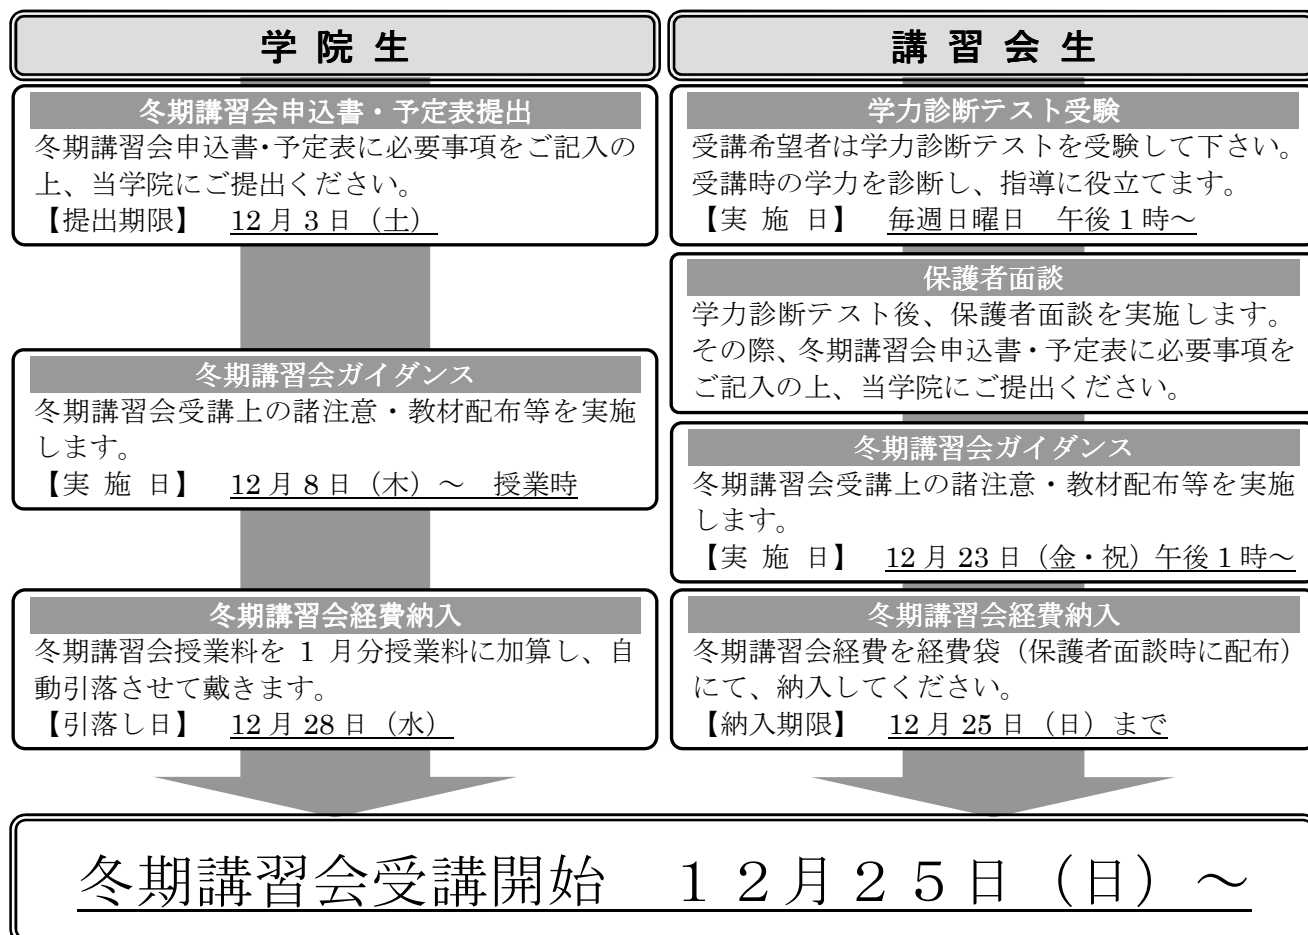 学院生
冬期講習会申込書・予定表提出
冬期講習会申込書・予定表に必要事項をご記入の
上、当学院にご提出ください。
【提出期限】　12月3日（土）
冬期講習会ガイダンス
冬期講習会受講上の諸注意・教材配布等を実施
します。
【実 施 日】　12月8日（木）～　授業時
冬期講習会経費納入
冬期講習会授業料を 1 月分授業料に加算し、自
動引落させて戴きます。
【引落し日】　12月28日（水）
講習会生
学力診断テスト受験
受講希望者は学力診断テストを受験して下さい。
受講時の学力を診断し、指導に役立てます。
【実 施 日】　毎週日曜日　午後1時～
保護者面談
学力診断テスト後、保護者面談を実施します。
その際、冬期講習会申込書・予定表に必要事項を
ご記入の上、当学院にご提出ください。
冬期講習会ガイダンス
冬期講習会受講上の諸注意・教材配布等を実施
します。
【実 施 日】　12月23日（金・祝）午後1時～
冬期講習会経費納入
冬期講習会経費を経費袋（保護者面談時に配布）
にて、納入してください。
【納入期限】　12月25日（日）まで
冬期講習会受講開始　１２月２５日（日）～